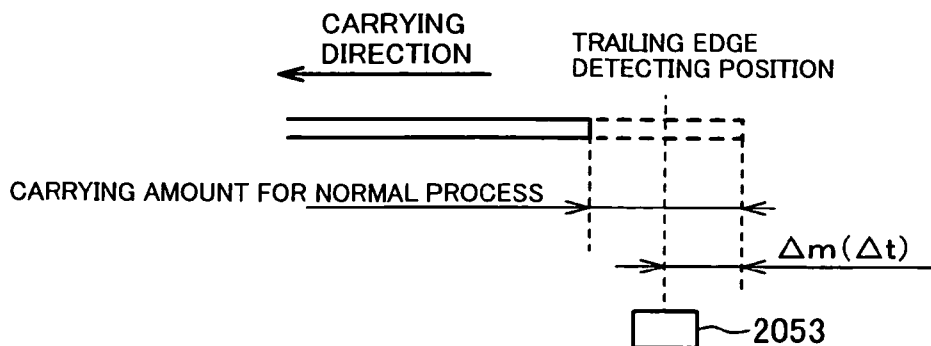 CARRYING
DIRECTION
TRAILING EDGE
DETECTING POSITION
CARRYING AMOUNT FOR NORMAL PROCESS
Δm(Δt)
2053